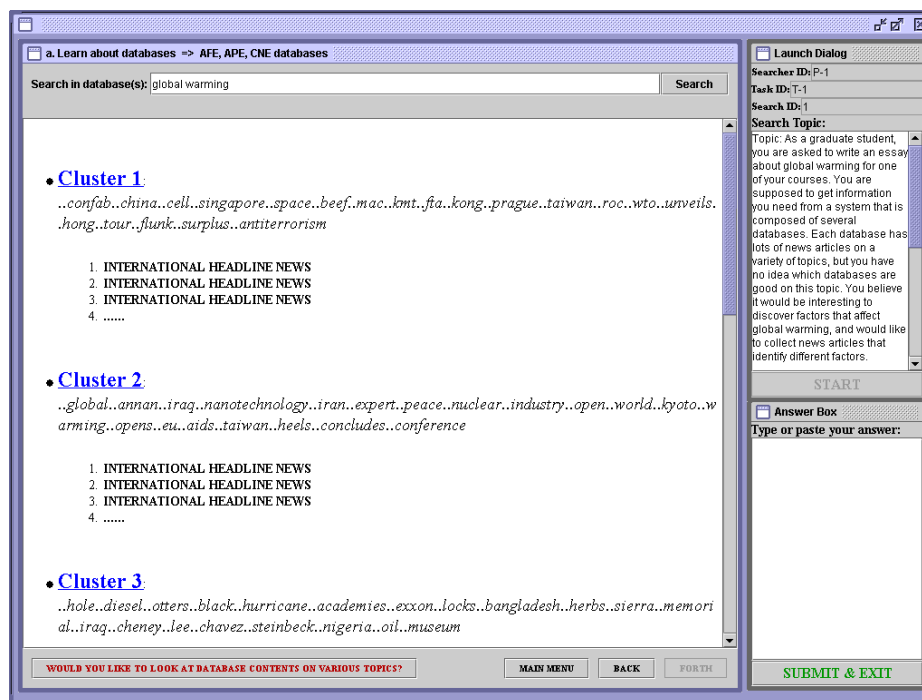 a. Learn about databases => AFE, APE, CNE databases
Search in database(s): global warming Search
Cluster 1:
..confab..china..cell..singapore..space..beef..mac..kmt..fta..kong..prague..taiwan..roc..wto..unveils.
.hong..tour..flunk..surplus..antiterrorism
1. INTERNATIONAL HEADLINE NEWS
2. INTERNATIONAL HEADLINE NEWS
3. INTERNATIONAL HEADLINE NEWS
4. ......
Cluster 2:
..global..annan..iraq..nanotechnology..iran..expert..peace..nuclear..industry..open..world..kyoto..w
arming..opens..eu..aids..taiwan..heels..concludes..conference
1. INTERNATIONAL HEADLINE NEWS
2. INTERNATIONAL HEADLINE NEWS
3. INTERNATIONAL HEADLINE NEWS
4. ......
Cluster 3:
..hole..diesel..otters..black..hurricane..academies..exxon..locks..bangladesh..herbs..sierra..memori
al..iraq..cheney..lee..chavez..steinbeck..nigeria..oil..museum
WOULD YOU LIKE TO LOOK AT DATABASE CONTENTS ON VARIOUS TOPICS? MAIN MENU BACK FORTH
Launch Dialog
Searcher ID: P-1
Task ID: T-1
Search ID: 1
Search Topic:
Topic: As a graduate student,
you are asked to write an essay
about global warming for one
of your courses. You are
supposed to get information
you need from a system that is
composed of several
databases. Each database has
lots of news articles on a
variety of topics, but you have
no idea which databases are
good on this topic. You believe
it would be interesting to
discover factors that affect
global warming, and would like
to collect news articles that
identify different factors.
START
Answer Box
Type or paste your answer:
SUBMIT & EXIT